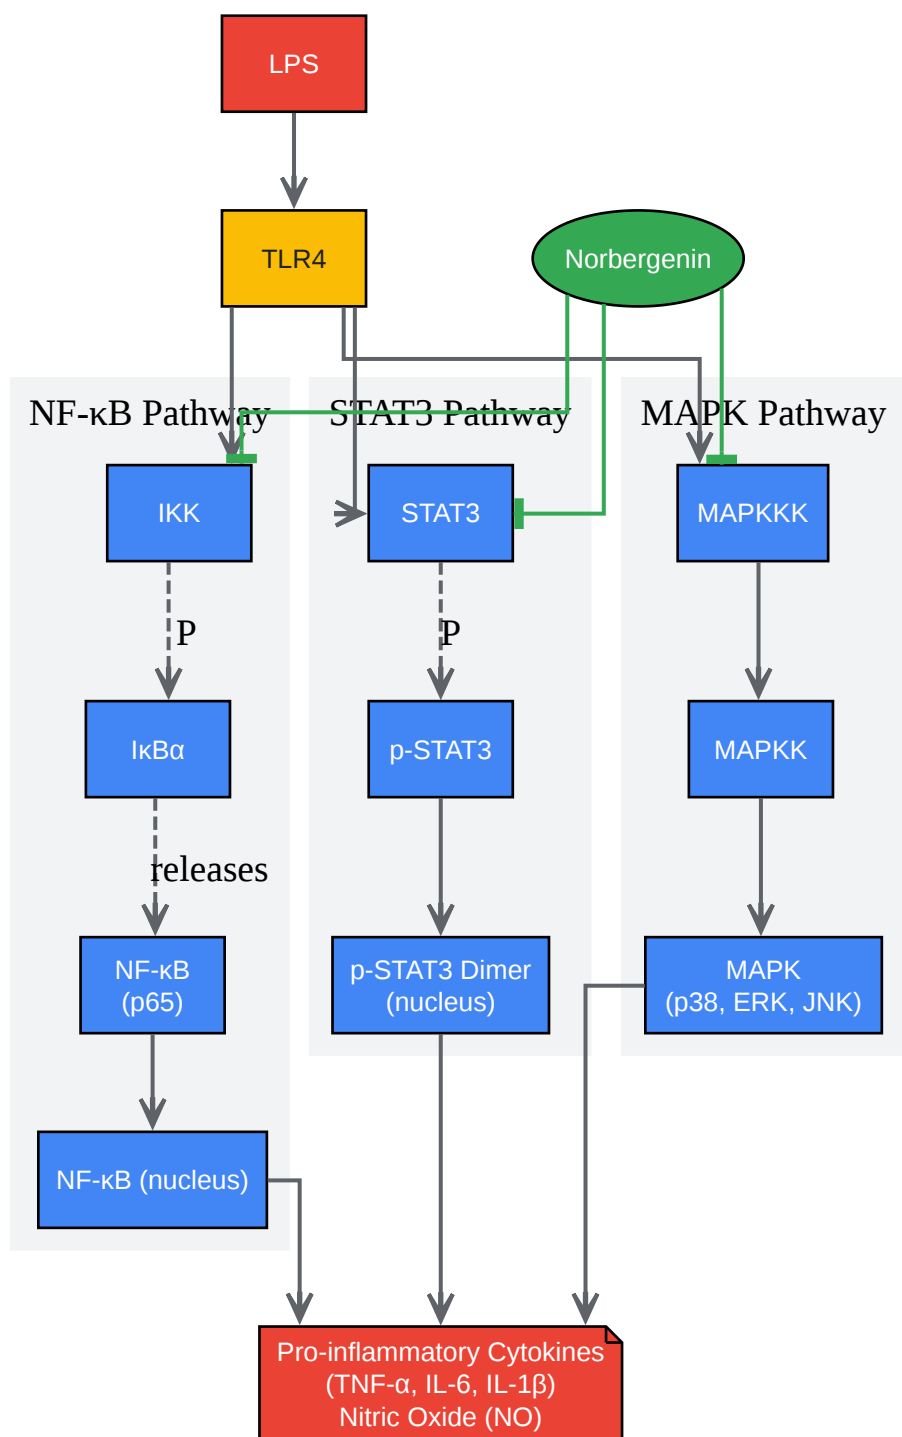 LPS
TLR4
Norbergenin
NF-κB Pathway
STAT3 Pathway
MAPK Pathway
IKK
STAT3
MAPKKK
P
P
IκBα
p-STAT3
MAPKK
releases
NF-κB
(p65)
p-STAT3 Dimer
(nucleus)
MAPK
(p38, ERK, JNK)
NF-κB (nucleus)
Pro-inflammatory Cytokines
(TNF-α, IL-6, IL-1β)
Nitric Oxide (NO)